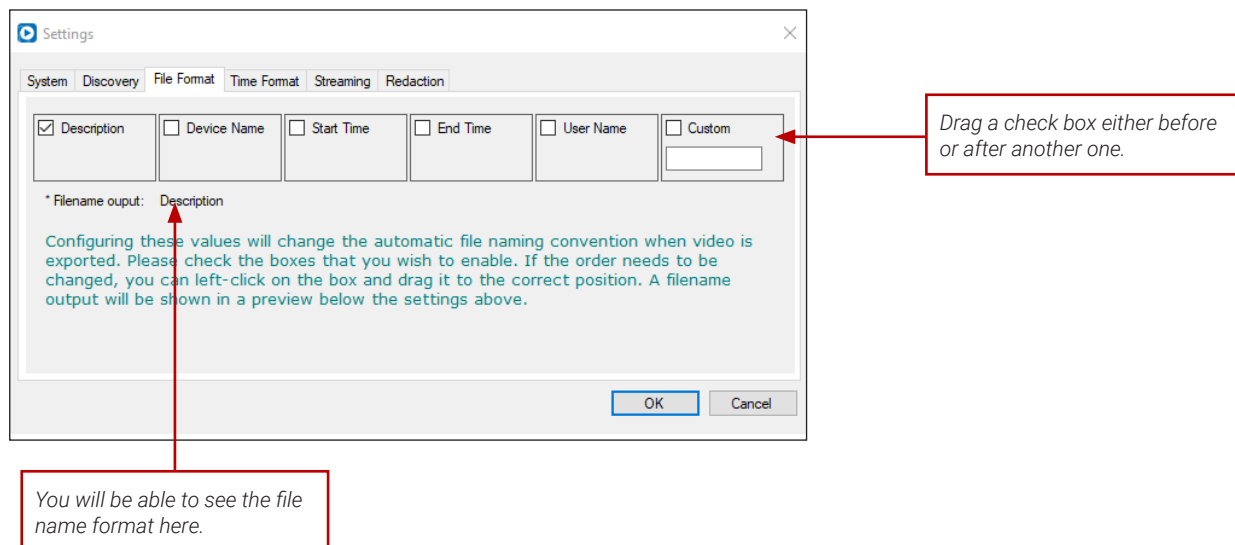 Settings
System Discovery File Format Time Format Streaming Redaction
Description Device Name Start Time End Time User Name Custom
Drag a check box either before
or after another one.
* Filename ouput: Description
Configuring these values will change the automatic file naming convention when video is
exported. Please check the boxes that you wish to enable. If the order needs to be
changed, you can left-click on the box and drag it to the correct position. A filename
output will be shown in a preview below the settings above.
OK Cancel
You will be able to see the file
name format here.